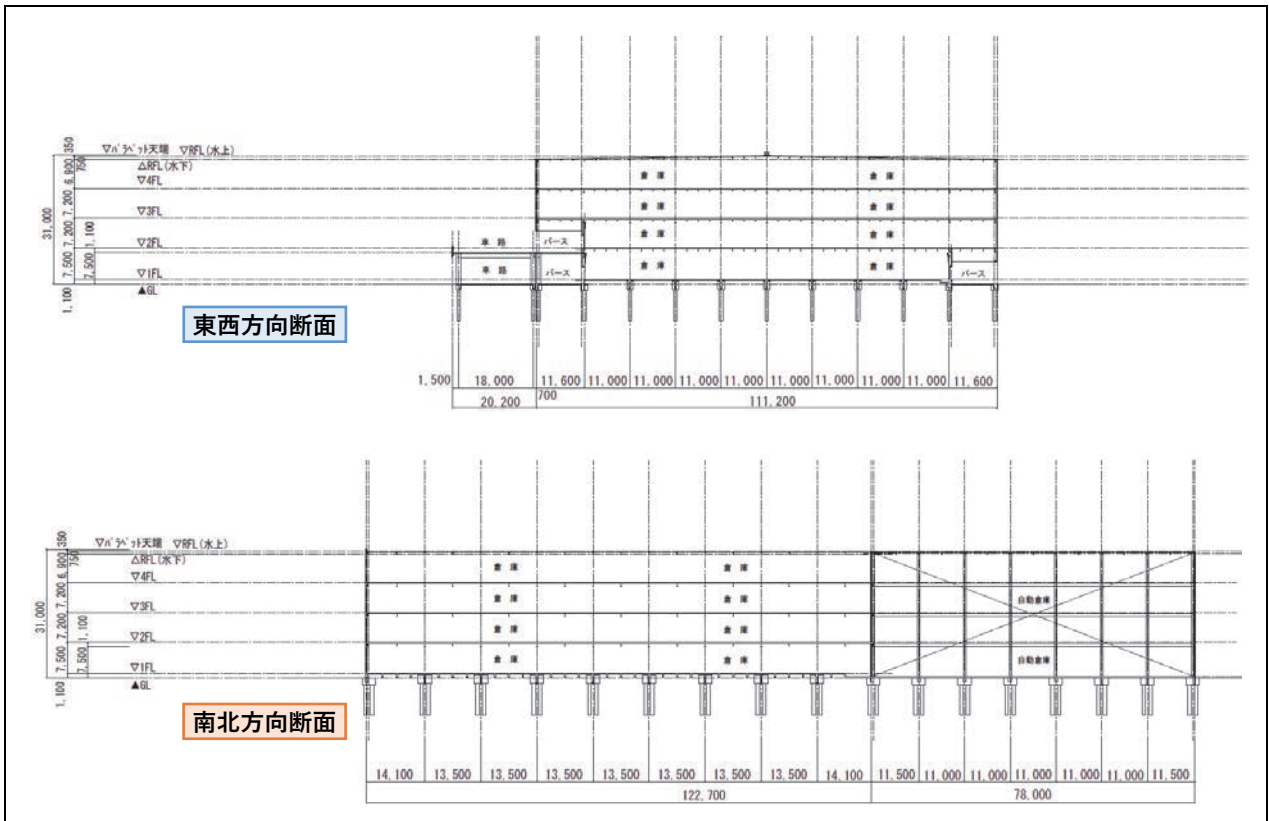 ▽パラペット天端 ▽RFL(水上)
△RFL(水下)
▽4FL
▽3FL
▽2FL
▽1FL
▲GL
350
750
6,900
7,200
7,200
1,100
7,500
7,500
31,000
1,100
倉庫 倉庫
倉庫 倉庫
車路 バース 倉庫 倉庫
車路 バース 倉庫 倉庫 バース
東西方向断面
1,500 18,000 11,600 11,000 11,000 11,000 11,000 11,000 11,000 11,000 11,000 11,600
20,200 700 111,200
▽パラペット天端 ▽RFL(水上)
△RFL(水下)
▽4FL
▽3FL
▽2FL
▽1FL
▲GL
350
750
6,900
7,200
7,200
1,100
7,500
7,500
31,000
1,100
倉庫 倉庫
倉庫 倉庫 自動倉庫
倉庫 倉庫
倉庫 倉庫 自動倉庫
南北方向断面
14,100 13,500 13,500 13,500 13,500 13,500 13,500 13,500 14,100 11,500 11,000 11,000 11,000 11,000 11,000 11,500
122,700 78,000